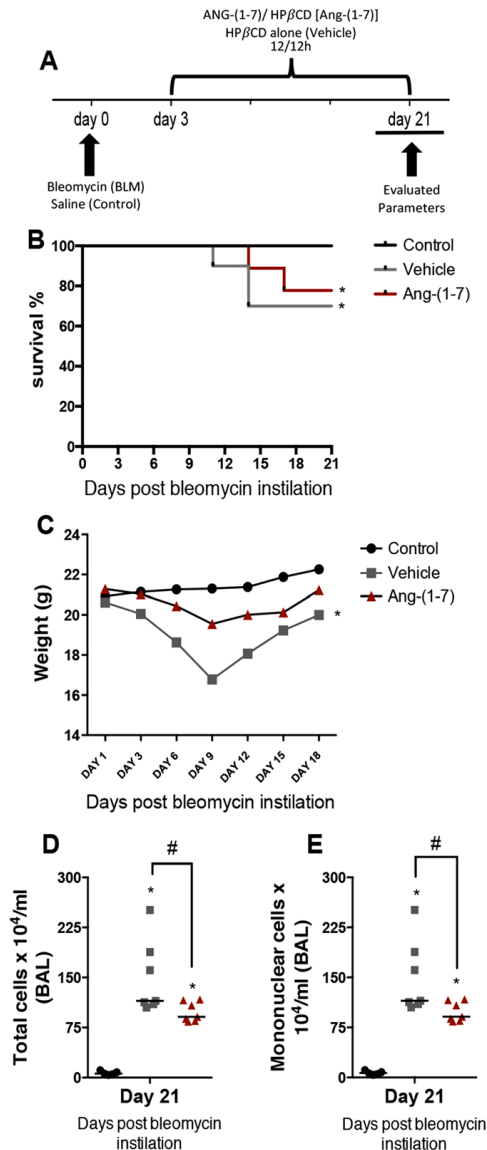 ANG-(1-7)/ HPβCD [Ang-(1-7)]
HPβCD alone (Vehicle)
12/12h
A
day 0
day 3
day 21
Bleomycin (BLM)
Saline (Control)
Evaluated
Parameters
B
survival %
100
80
60
40
20
0
0 3 6 9 12 15 18 21
Days post bleomycin instilation
Control
Vehicle
Ang-(1-7)
*
*
C
Weight (g)
24
22
20
18
16
14
DAY 1 DAY 3 DAY 6 DAY 9 DAY 12 DAY 15 DAY 18
Days post bleomycin instilation
Control
Vehicle
Ang-(1-7)
*
D
Total cells x 10⁴/ml
(BAL)
300
225
150
75
0
#
*
*
Day 21
Days post bleomycin
instilation
E
Mononuclear cells x
10⁴/ml (BAL)
300
225
150
75
0
#
*
*
Day 21
Days post bleomycin
instilation